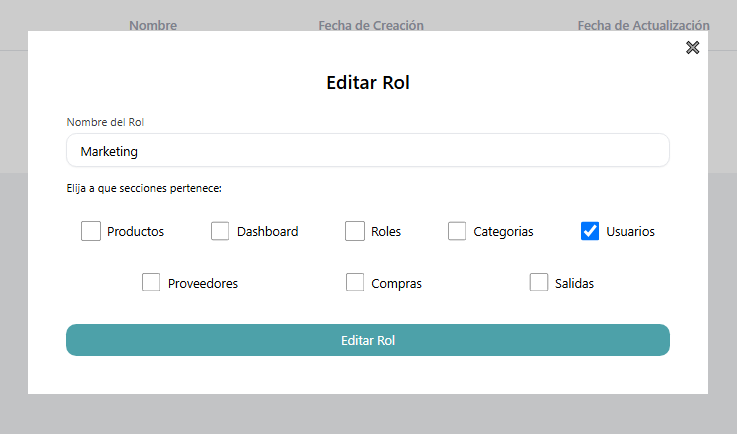 Nombre Fecha de Creación Fecha de Actualización
Editar Rol
Nombre del Rol
Marketing
Elija a que secciones pertenece:
Productos Dashboard Roles Categorias Usuarios
Proveedores Compras Salidas
Editar Rol